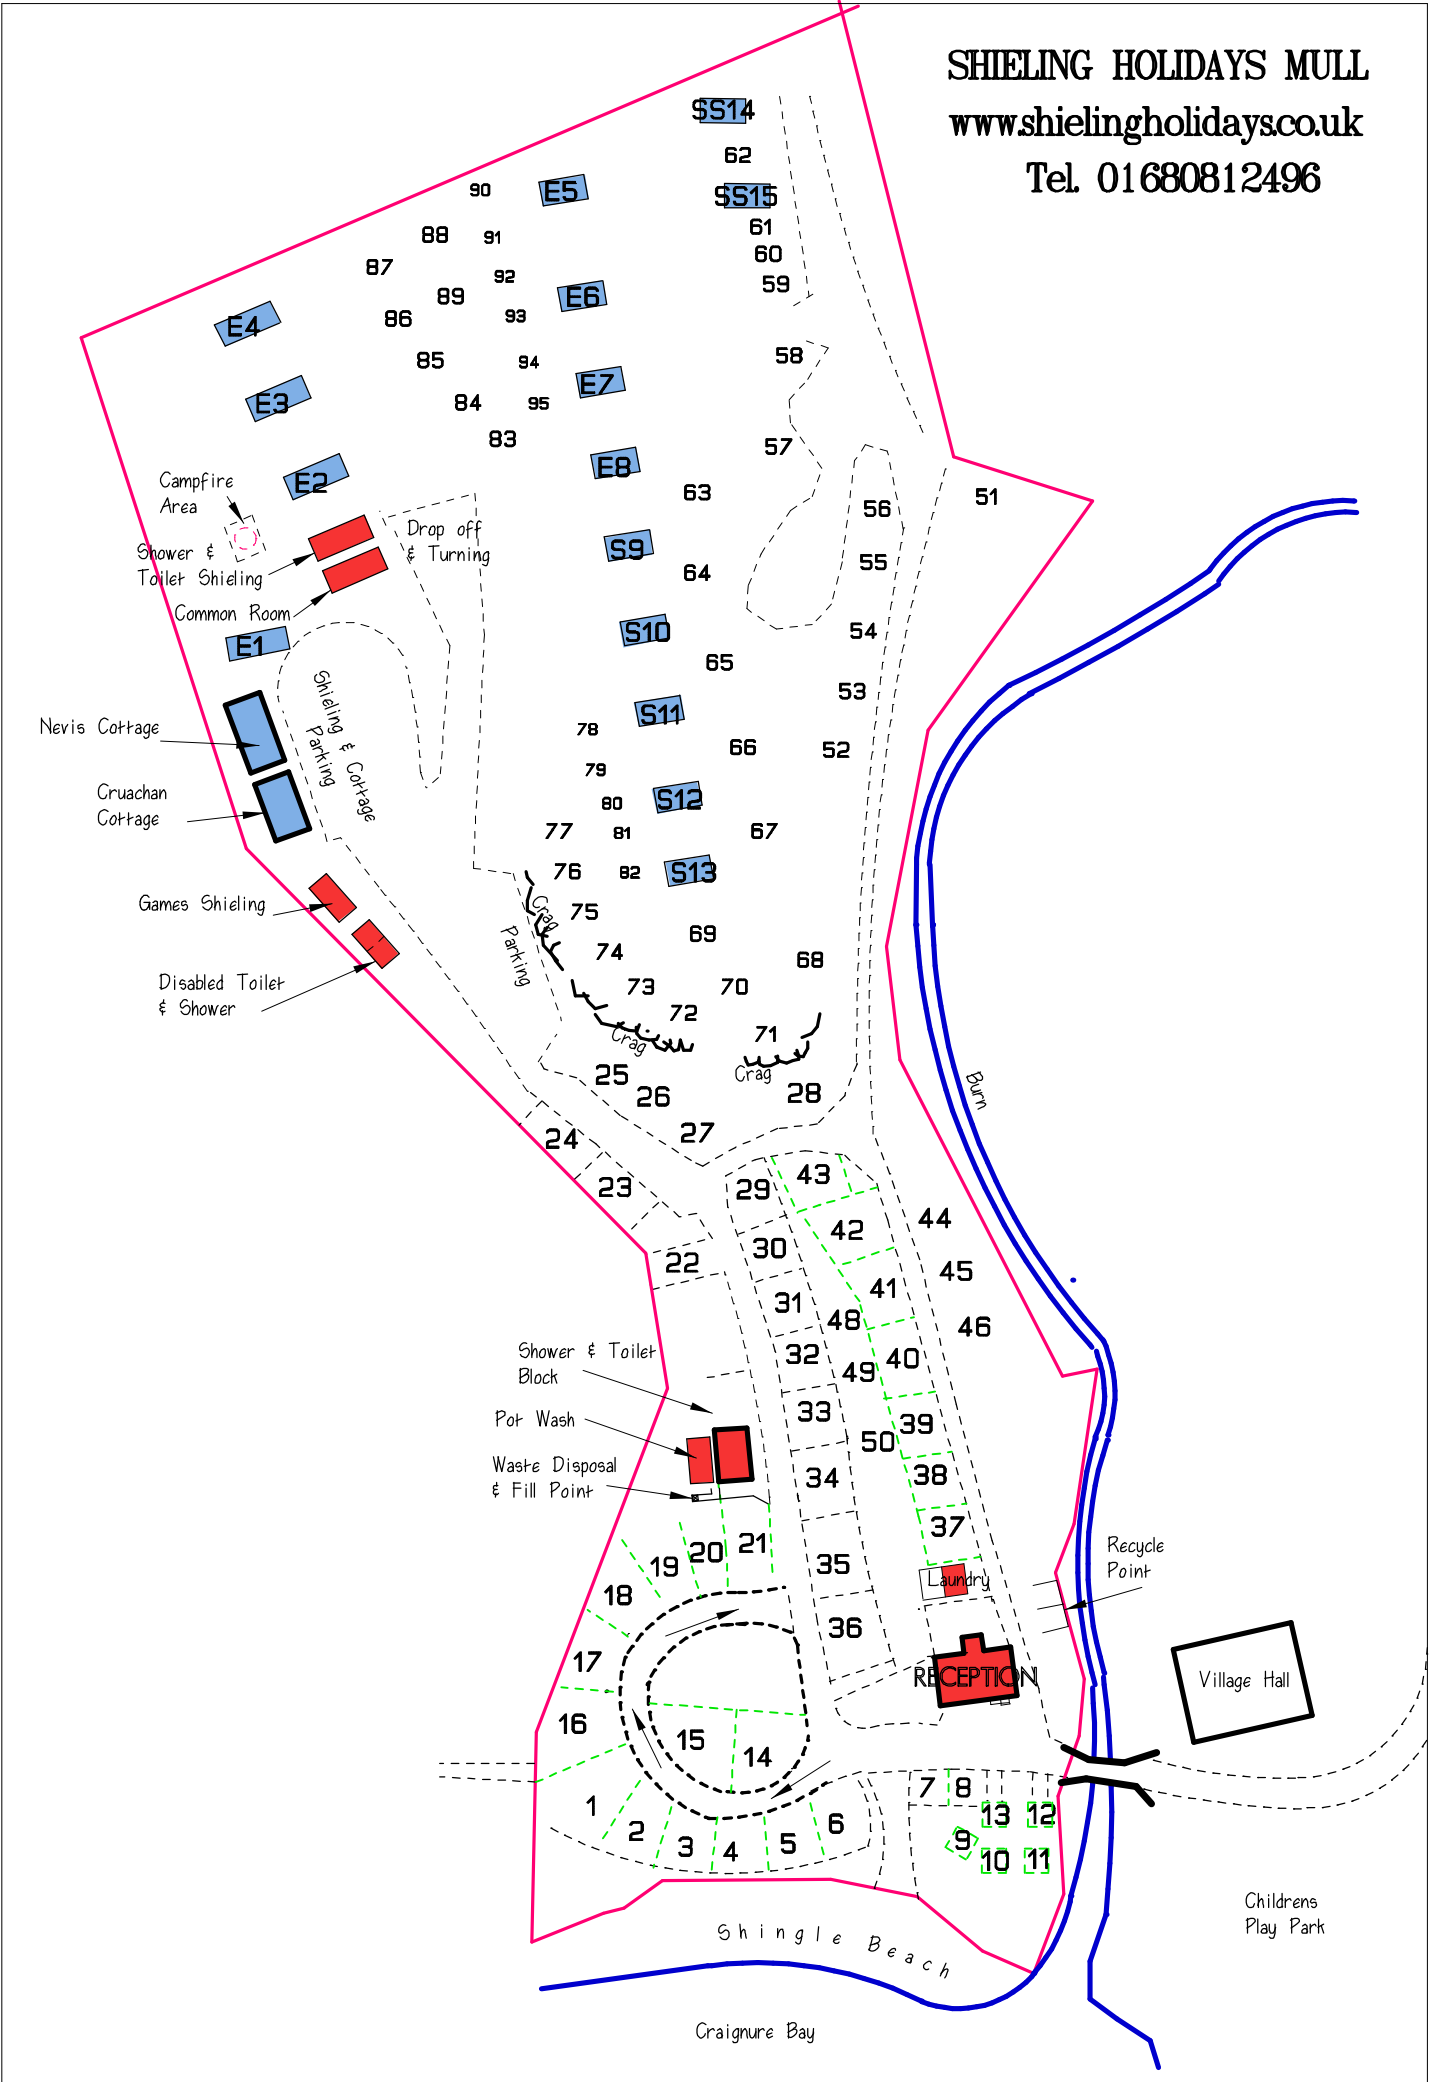 SHIELING HOLIDAYS MULL
www.shielingholidays.co.uk
Tel. 01680812496
SS14
62
SS15
61
60
59
58
57
90
E5
88
91
87
92
89
E6
86
93
E4
85
94
E7
84
95
E3
83
E8
E2
63
56
51
Campfire
Area
Drop off
& Turning
Shower &
Toilet Shieling
Common Room
S9
64
55
E1
S10
54
65
53
Shieling & Cottage
Parking
S11
Nevis Cottage
78
66
52
79
Cruachan
Cottage
80
S12
77
81
67
76
82
S13
Games Shieling
Crag
75
69
Parking
74
68
Disabled Toilet
& Shower
73
70
72
71
Crag
Crag
25
26
28
Burn
27
24
23
29
43
44
42
30
22
45
41
31
48
46
32
49
40
Shower & Toilet
Block
Pot Wash
33
39
50
Waste Disposal
& Fill Point
34
38
37
21
20
19
18
35
Laundry
Recycle
Point
36
17
RECEPTION
Village Hall
16
15
14
7
8
13
12
1
2
3
4
5
6
9
10
11
Childrens
Play Park
Shingle Beach
Craignure Bay